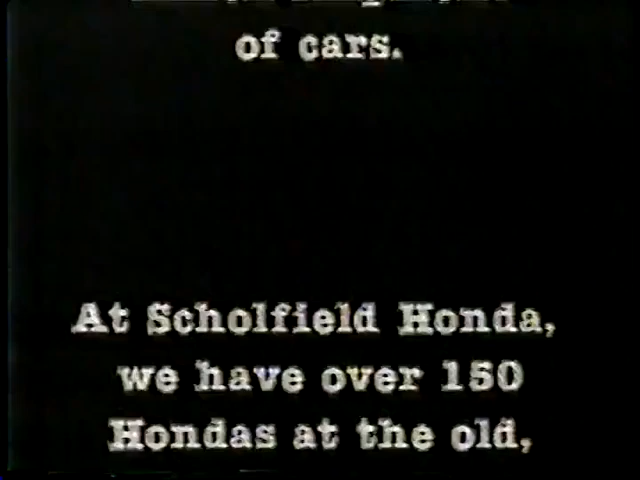 of cars.
At Scholfield Honda,
we have over 150
Hondas at the old,